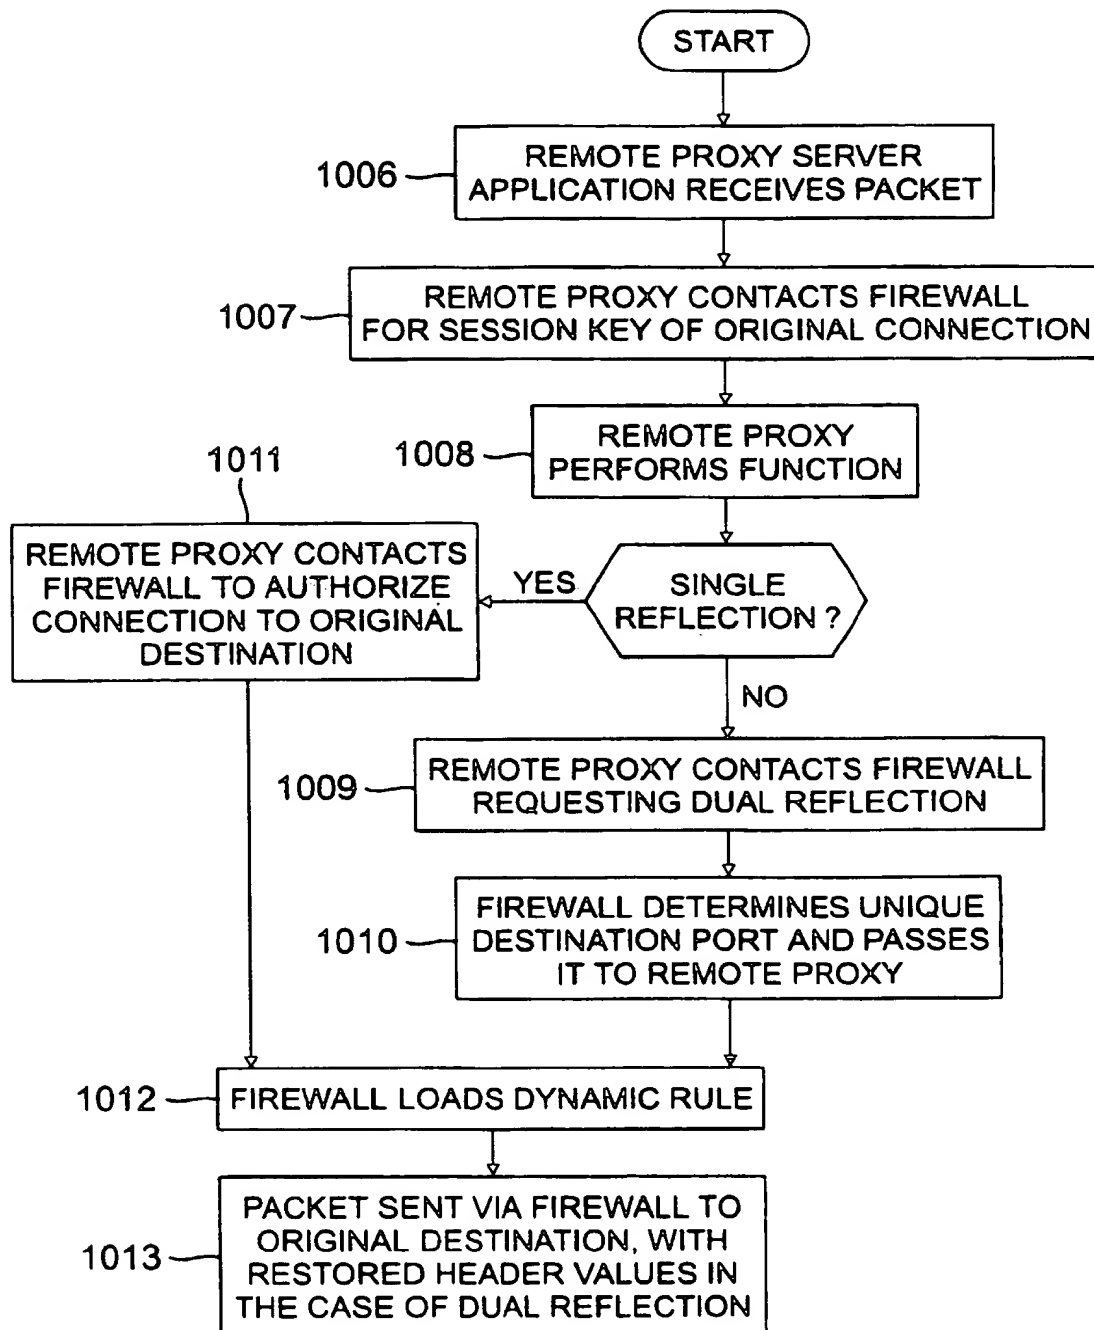 START
1006
REMOTE PROXY SERVER
APPLICATION RECEIVES PACKET
1007
REMOTE PROXY CONTACTS FIREWALL
FOR SESSION KEY OF ORIGINAL CONNECTION
1008
REMOTE PROXY
PERFORMS FUNCTION
1011
REMOTE PROXY CONTACTS
FIREWALL TO AUTHORIZE
CONNECTION TO ORIGINAL
DESTINATION
YES
SINGLE
REFLECTION ?
NO
1009
REMOTE PROXY CONTACTS FIREWALL
REQUESTING DUAL REFLECTION
1010
FIREWALL DETERMINES UNIQUE
DESTINATION PORT AND PASSES
IT TO REMOTE PROXY
1012
FIREWALL LOADS DYNAMIC RULE
1013
PACKET SENT VIA FIREWALL TO
ORIGINAL DESTINATION, WITH
RESTORED HEADER VALUES IN
THE CASE OF DUAL REFLECTION